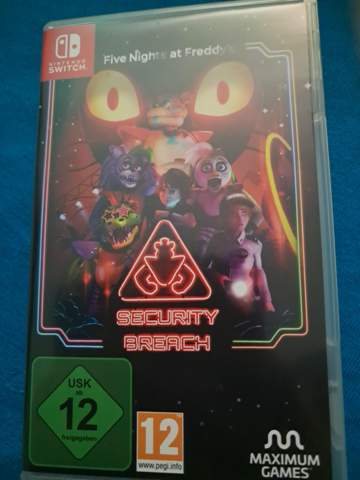 NINTENDO
SWITCH
Five Nights at Freddy's
SECURITY
BREACH
USK
ab
12
freigegeben
12
www.pegi.info
MAXIMUM
GAMES